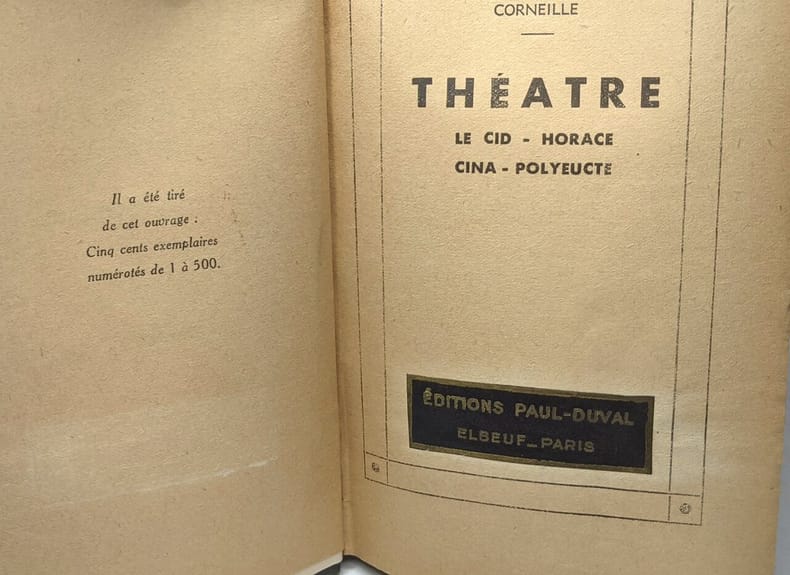 Il a été tiré
de cet ouvrage :
Cinq cents exemplaires
numérotés de 1 à 500.
CORNEILLE
THÉATRE
LE CID - HORACE
CINA - POLYEUCTE
ÉDITIONS PAUL-DUVAL
ELBEUF_PARIS